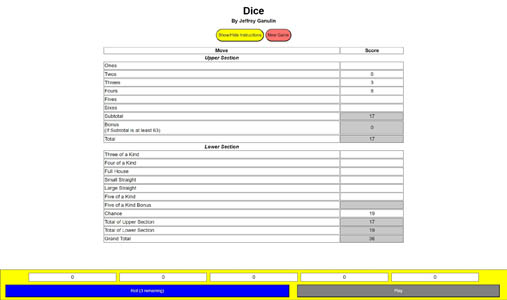 Dice
By Jeffrey Ganulin
Show/Hide Instructions New Game
Move Score
Upper Section
Ones
Twos 6
Threes 3
Fours 8
Fives
Sixes
Subtotal 17
Bonus
(If Subtotal is at least 63) 0
Total 17
Lower Section
Three of a Kind
Four of a Kind
Full House
Small Straight
Large Straight
Five of a Kind
Five of a Kind Bonus
Chance 19
Total of Upper Section 17
Total of Lower Section 19
Grand Total 36
0 0 0 0 0
Roll (3 remaining) Play